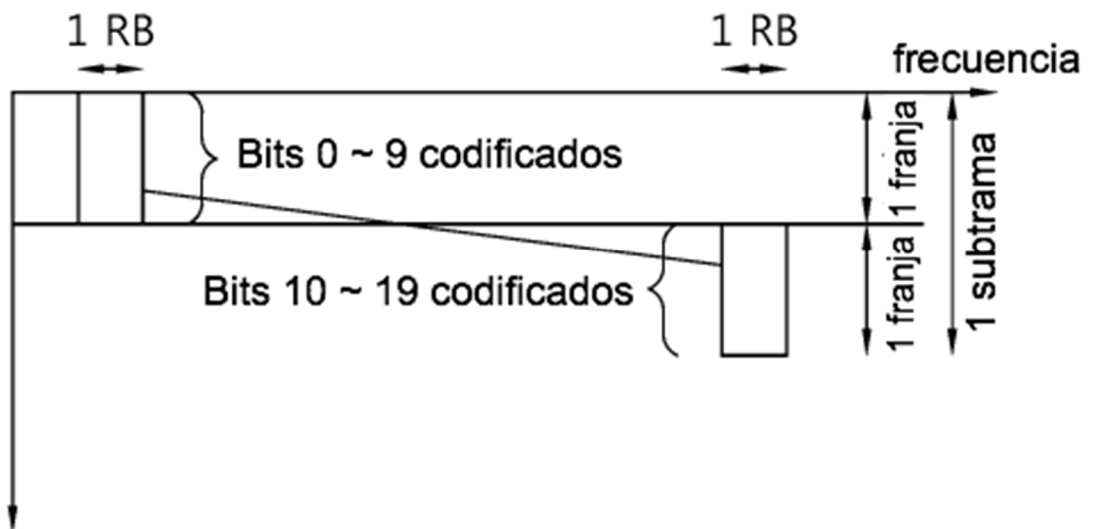 1 RB
1 RB
frecuencia
Bits 0 ~ 9 codificados
1 franja
1 subtrama
Bits 10 ~ 19 codificados
1 franja